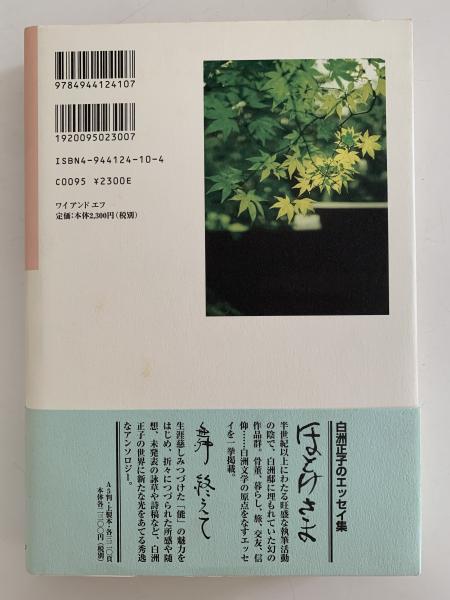 9784944124107
1920095023007
ISBN4-944124-10-4
C0095 ¥2300E
ワイ アンド エフ
定価:本体2,300円(税別)
白洲正子のエッセイ集
ほとけさま
半世紀以上にわたる旺盛な執筆活動
の陰で、白洲邸に埋もれていた幻の
作品群。骨董、暮らし、旅、交友、信
仰……白洲文学の原点をなすエッセ
イを一挙掲載。
舞終えて
生涯慈しみつづけた「能」の魅力を
はじめ、折々につづられた所感や随
想、未発表の詠草や詩稿など、白洲
正子の世界に新たな光をあてる秀逸
なアンソロジー。
A5判・上製本・各二二〇頁
本体各二三〇〇円(税別)